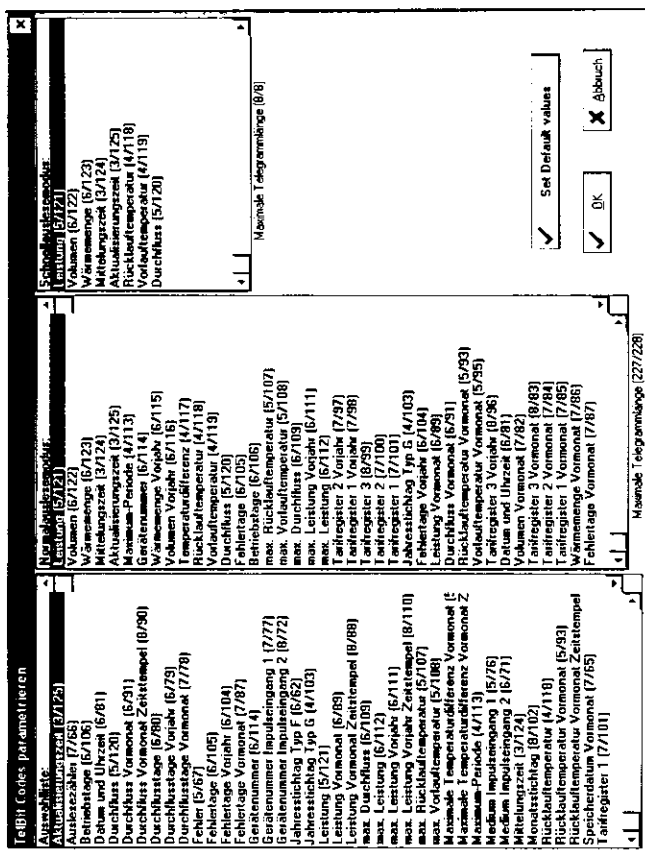 TelBit Codes parametrieren
Auswahlliste:
Aktualisierungszeit (3/125)
Auslesezähler (7/66)
Betriebstage (6/106)
Datum und Uhrzeit (6/81)
Durchfluss (5/120)
Durchfluss Vormonat (6/91)
Durchfluss Vormonat Zeitstempel (8/90)
Durchflusstage (6/80)
Durchflusstage Vorjahr (6/79)
Durchflusstage Vormonat (7/78)
Fehler (5/67)
Fehlertage (6/105)
Fehlertage Vorjahr (6/104)
Fehlertage Vormonat (7/87)
Gerätenummer (6/114)
Gerätenummer Impulseingang 1 (7/77)
Gerätenummer Impulseingang 2 (8/72)
Jahresstichtag Typ F (6/62)
Jahresstichtag Typ G (4/103)
Leistung (5/121)
Leistung Vormonat (6/89)
Leistung Vormonat Zeitstempel (8/88)
max. Durchfluss (6/109)
max. Leistung (6/112)
max. Leistung Vorjahr (6/111)
max. Leistung Vorjahr Zeitstempel (8/110)
max. Rücklauftemperatur (5/107)
max. Vorlauftemperatur (5/108)
Maximale Temperaturdifferenz Vormonat (5
Maximale Temperaturdifferenz Vormonat Z
Maximum-Periode (4/113)
Medium Impulseingang 1 (5/76)
Medium Impulseingang 2 (6/71)
Mittelungszeit (3/124)
Monatsstichtag (8/102)
Rücklauftemperatur (4/118)
Rücklauftemperatur Vormonat (5/93)
Rücklauftemperatur Vormonat Zeitstempel
Speicherdatum Vormonat (7/65)
Tarifregister 1 (7/101)
Normalauslesemodus:
Leistung (5/121)
Volumen (6/122)
Wärmemenge (6/123)
Mittelungszeit (3/124)
Aktualisierungszeit (3/125)
Maximum-Periode (4/113)
Gerätenummer (6/114)
Wärmemenge Vorjahr (6/115)
Volumen Vorjahr (6/116)
Temperaturdifferenz (4/117)
Rücklauftemperatur (4/118)
Vorlauftemperatur (4/119)
Durchfluss (5/120)
Fehlertage (6/105)
Betriebstage (6/106)
max. Rücklauftemperatur (5/107)
max. Vorlauftemperatur (5/108)
max. Durchfluss (6/109)
max. Leistung Vorjahr (6/111)
max. Leistung (6/112)
Tarifregister 2 Vorjahr (7/97)
Tarifregister 1 Vorjahr (7/98)
Tarifregister 3 (8/99)
Tarifregister 2 (7/100)
Tarifregister 1 (7/101)
Jahresstichtag Typ G (4/103)
Fehlertage Vorjahr (6/104)
Leistung Vormonat (6/89)
Durchfluss Vormonat (6/91)
Rücklauftemperatur Vormonat (5/93)
Vorlauftemperatur Vormonat (5/95)
Tarifregister 3 Vorjahr (8/96)
Datum und Uhrzeit (6/81)
Volumen Vormonat (7/82)
Tarifregister 3 Vormonat (8/83)
Tarifregister 2 Vormonat (7/84)
Tarifregister 1 Vormonat (7/85)
Wärmemenge Vormonat (7/86)
Fehlertage Vormonat (7/87)
Maximale Telegrammlänge (227/228)
Schnellauslesemodus:
Leistung (5/121)
Volumen (6/122)
Wärmemenge (6/123)
Mittelungszeit (3/124)
Aktualisierungszeit (3/125)
Rücklauftemperatur (4/118)
Vorlauftemperatur (4/119)
Durchfluss (5/120)
Maximale Telegrammlänge (8/8)
Set Default values
OK
Abbruch